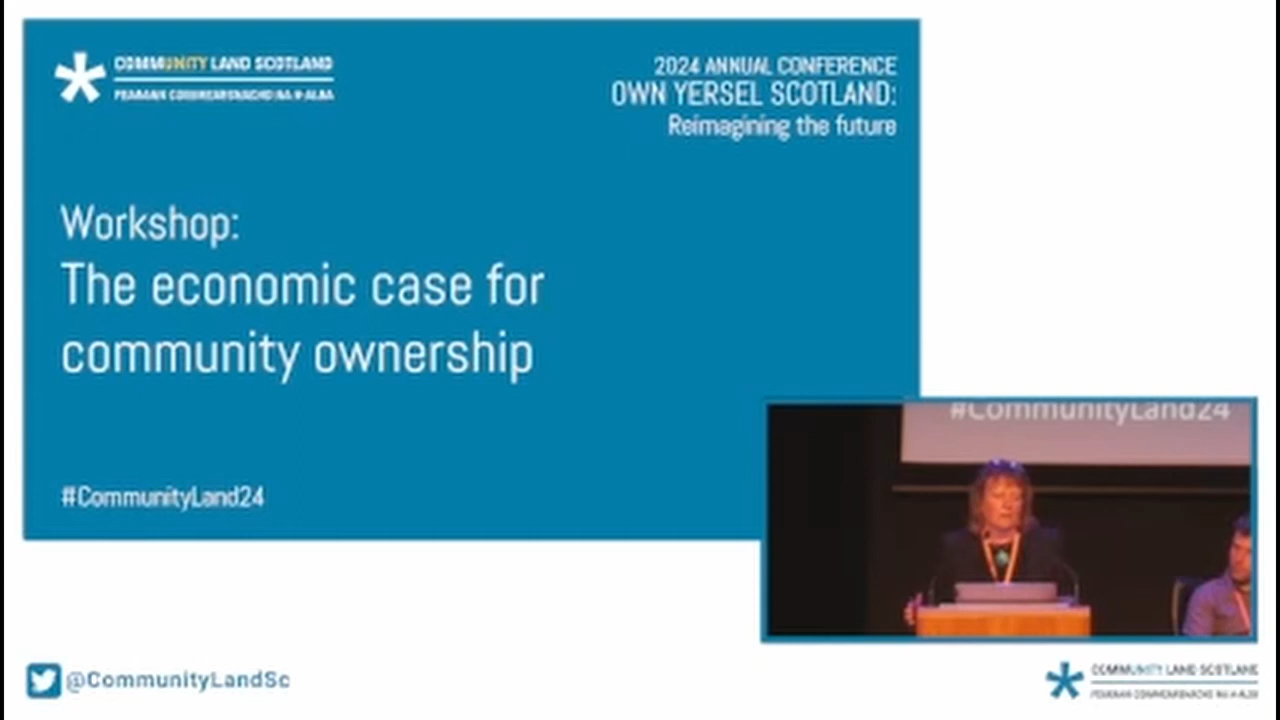 COMMUNITY LAND SCOTLAND
2024 ANNUAL CONFERENCE
OWN YERSEL SCOTLAND:
Reimagining the future
Workshop:
The economic case for
community ownership
#CommunityLand24
#CommunityLand24
@CommunityLandSc
COMMUNITY LAND SCOTLAND